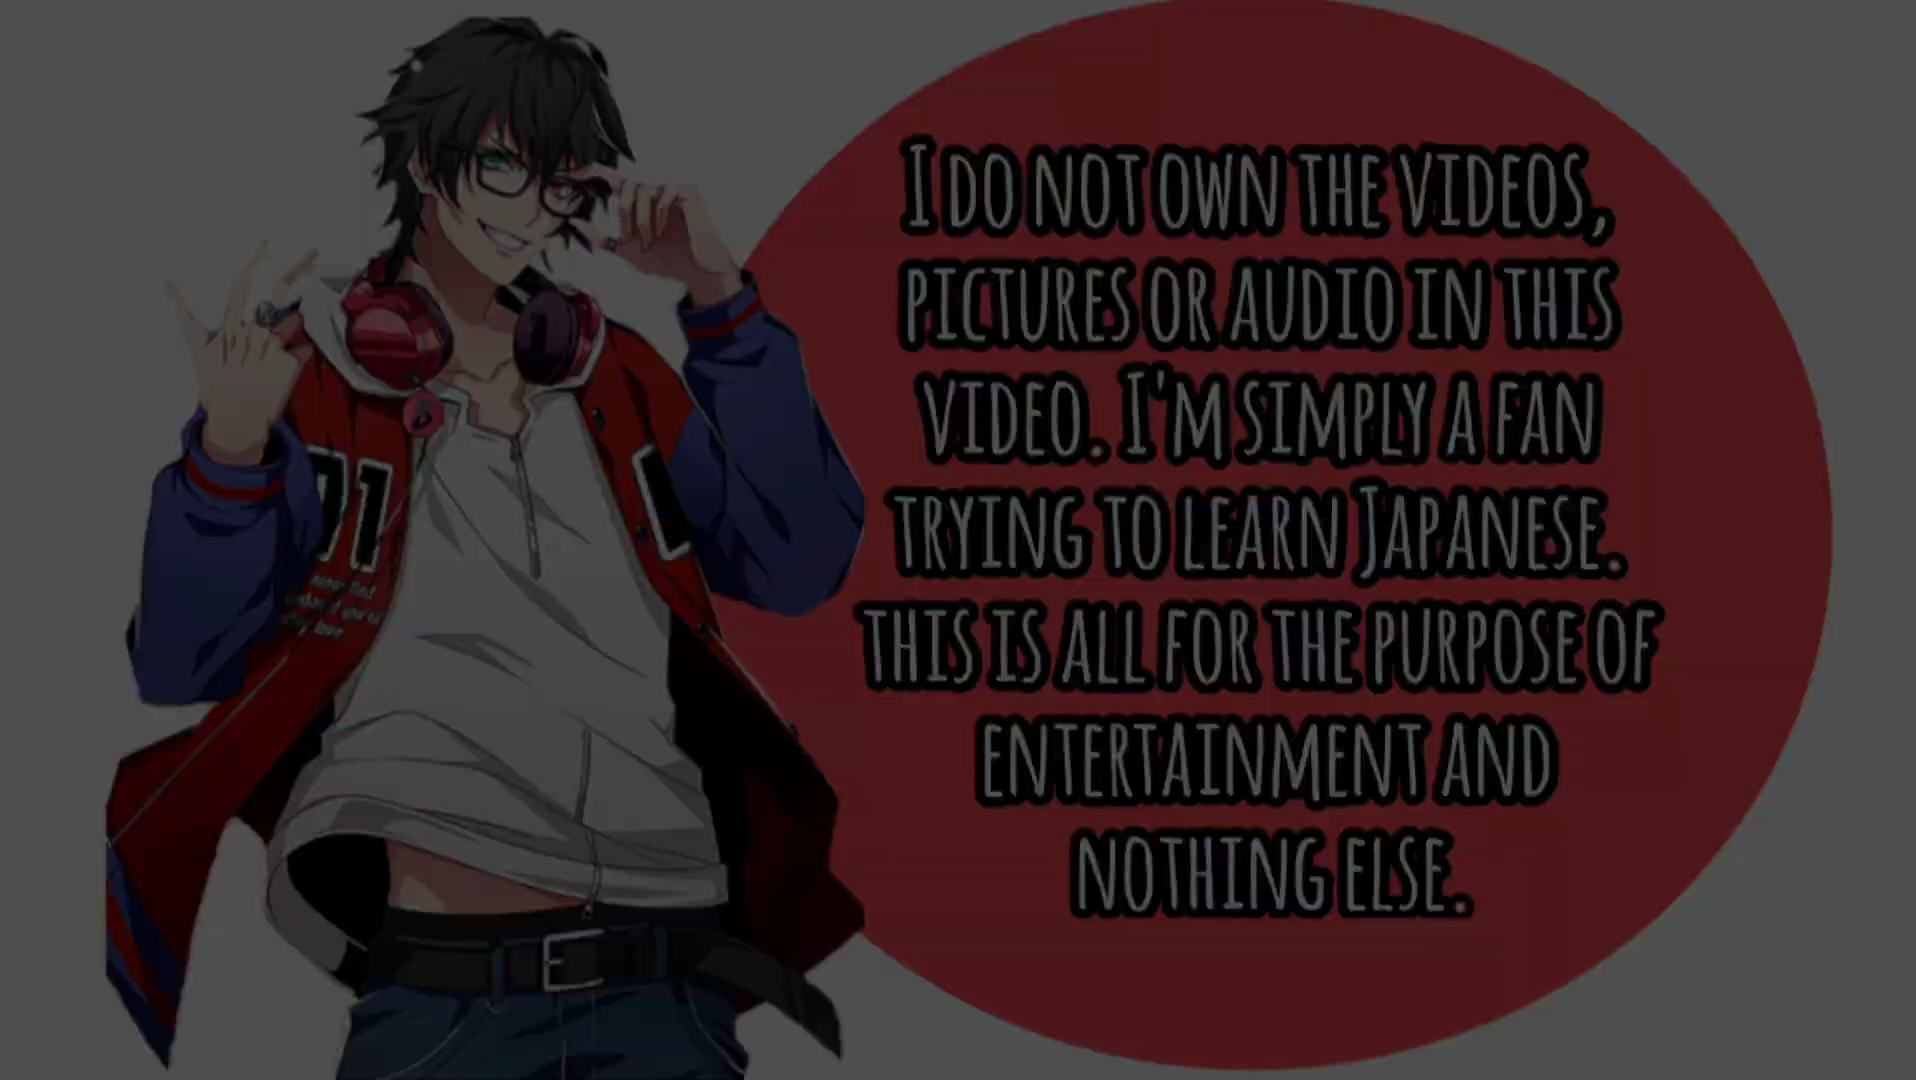 I DO NOT OWN THE VIDEOS,
PICTURES OR AUDIO IN THIS
VIDEO. I'M SIMPLY A FAN
TRYING TO LEARN JAPANESE.
THIS IS ALL FOR THE PURPOSE OF
ENTERTAINMENT AND
NOTHING ELSE.